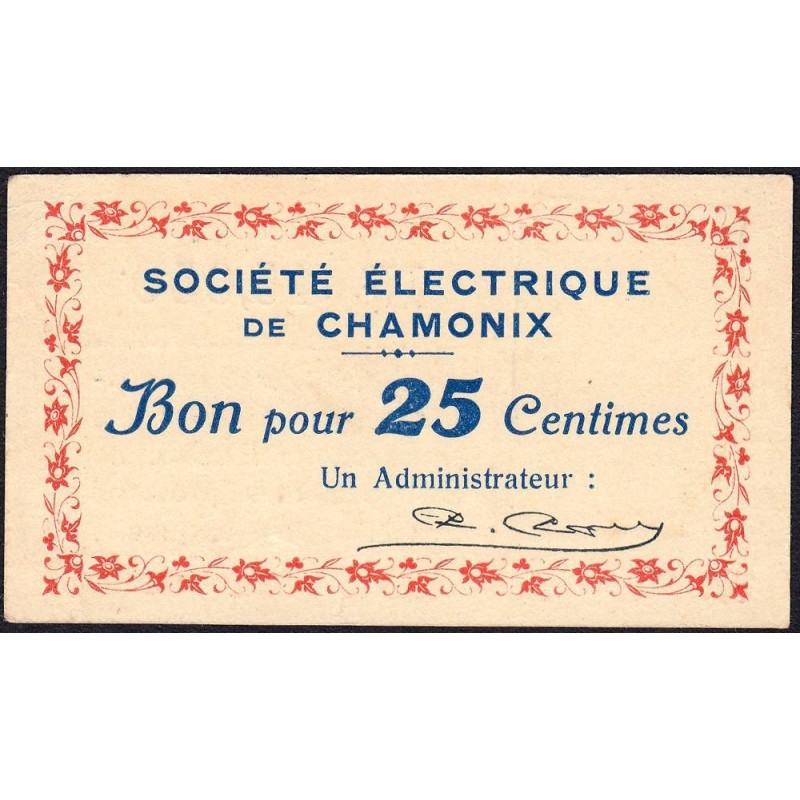 SOCIÉTÉ ÉLECTRIQUE
DE CHAMONIX
Bon pour 25 Centimes
Un Administrateur :